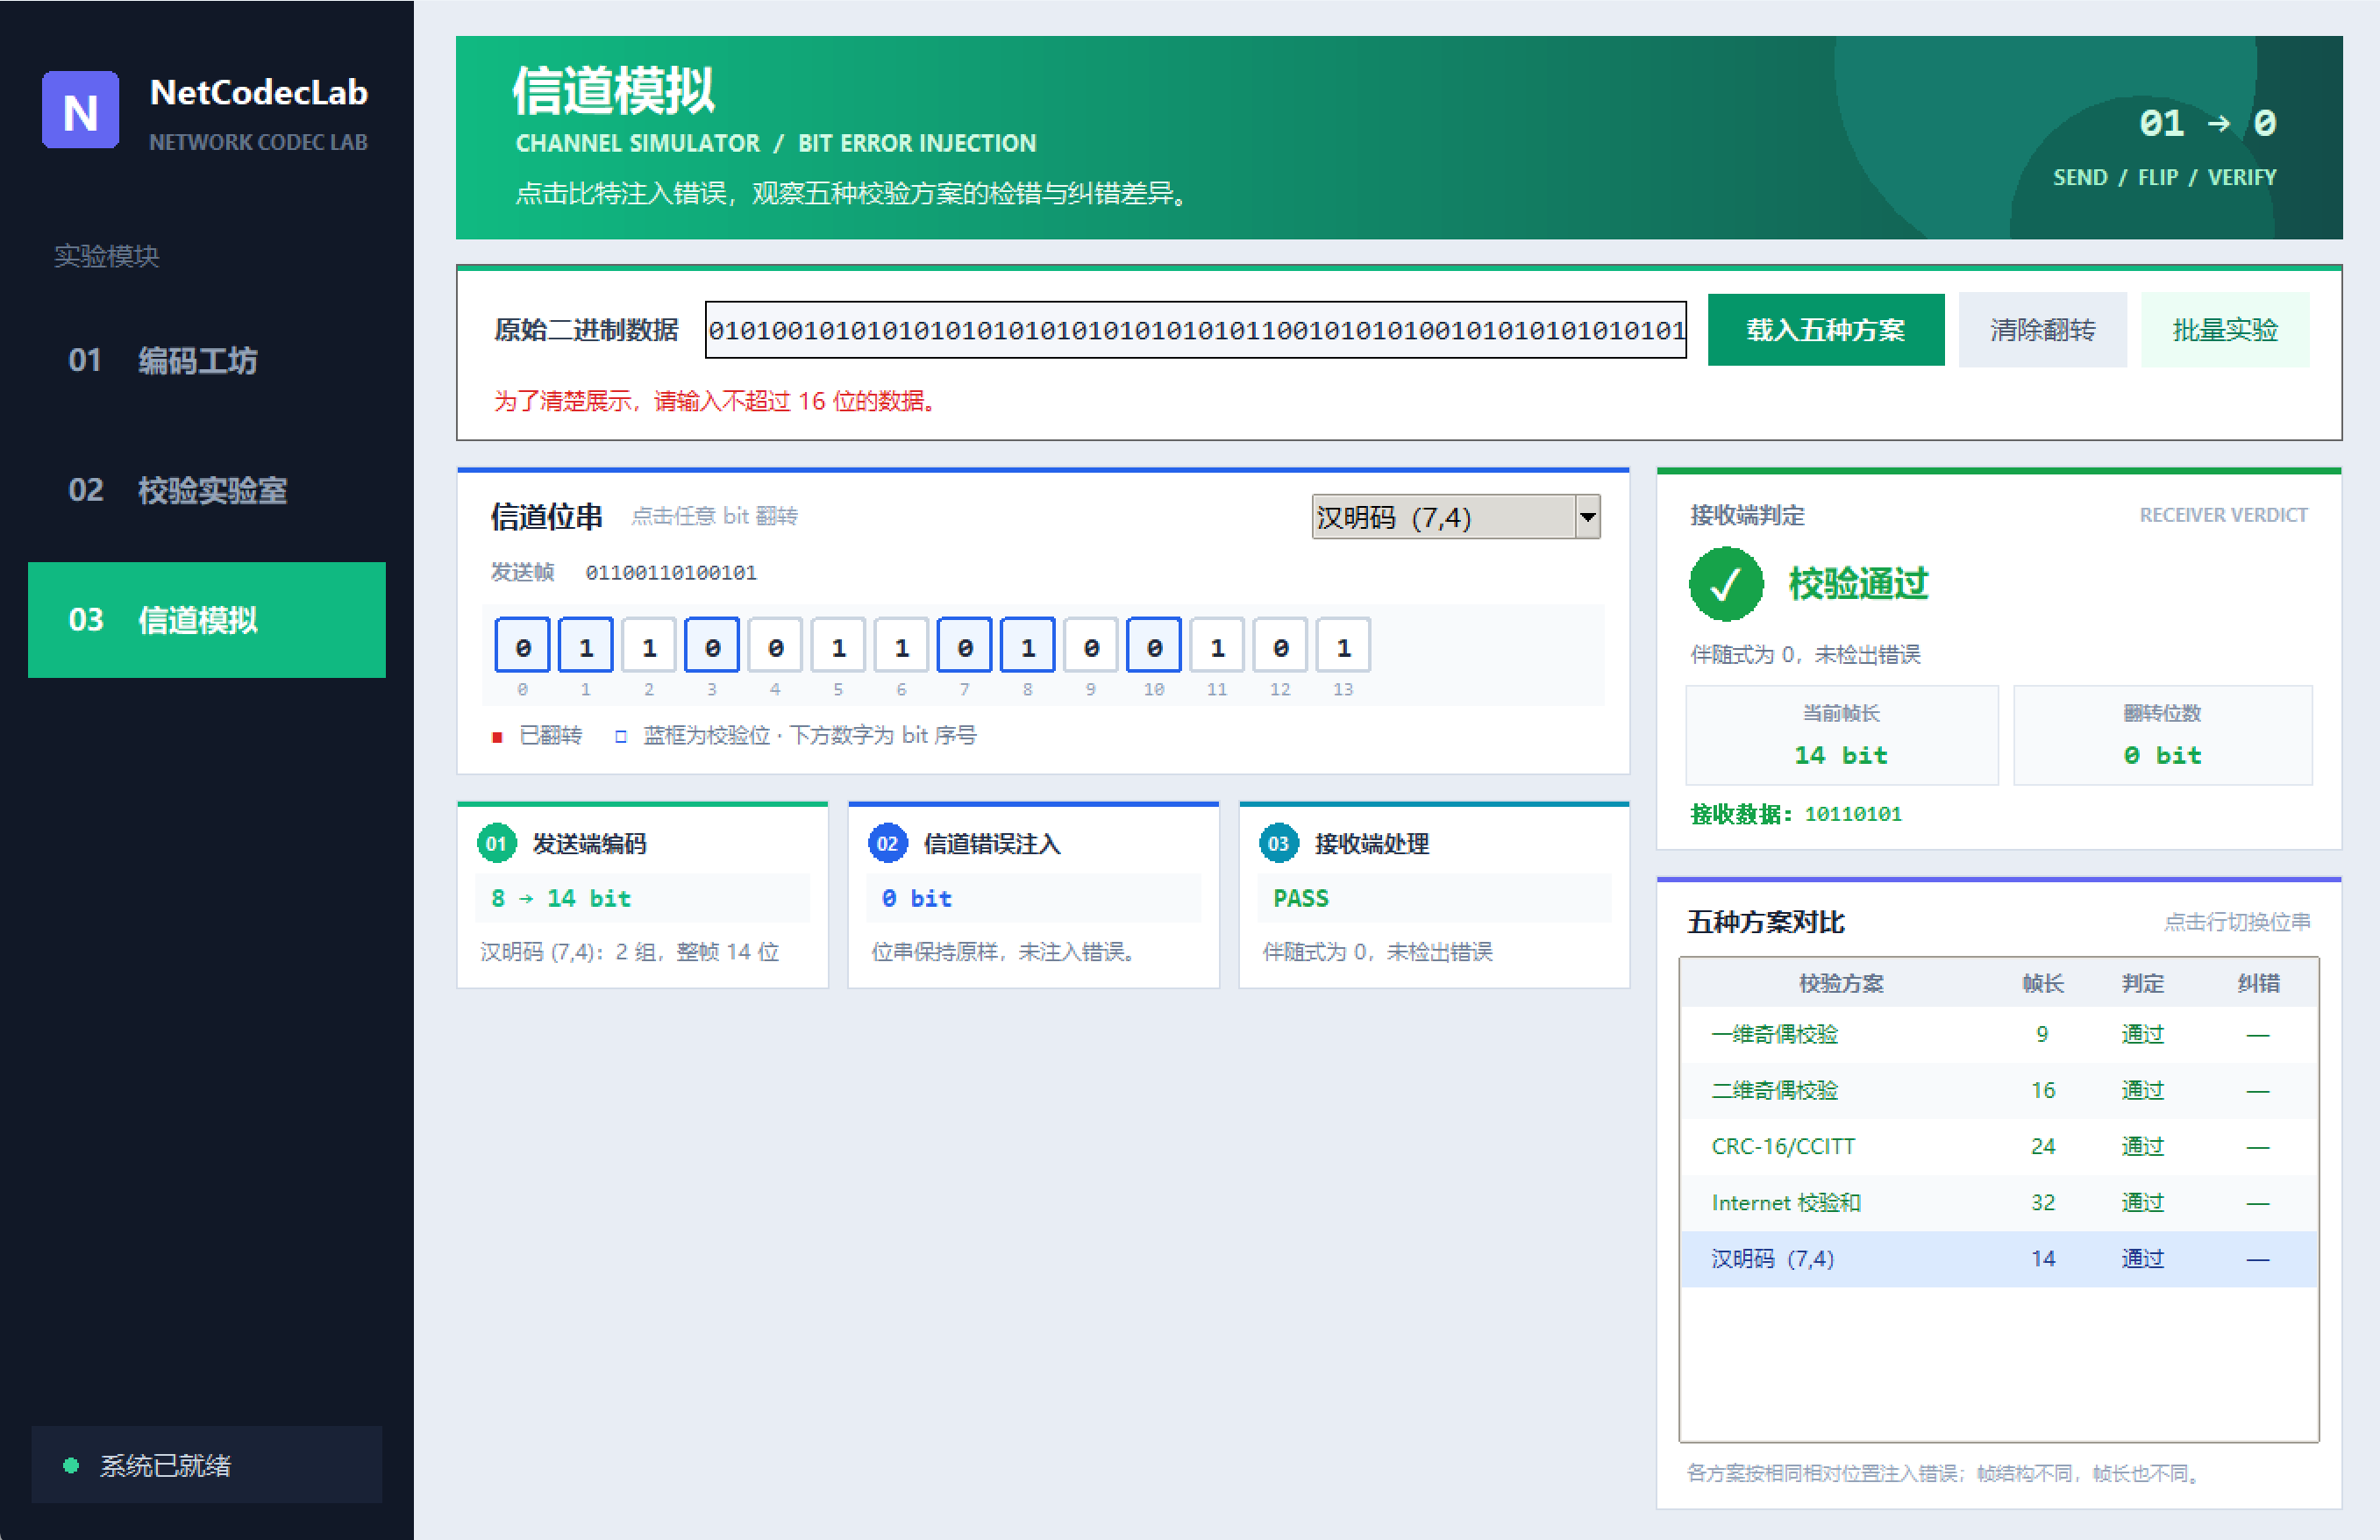 N
NetCodecLab
NETWORK CODEC LAB
实验模块
01 编码工坊
02 校验实验室
03 信道模拟
系统已就绪
信道模拟
CHANNEL SIMULATOR / BIT ERROR INJECTION
点击比特注入错误，观察五种校验方案的检错与纠错差异。
01 → 0
SEND / FLIP / VERIFY
原始二进制数据
载入五种方案
清除翻转
批量实验
为了清楚展示，请输入不超过 16 位的数据。
信道位串 点击任意 bit 翻转
汉明码 (7,4)
发送帧 01100110100101
0 1 1 0 0 1 1 0 1 0 0 1 0 1
0 1 2 3 4 5 6 7 8 9 10 11 12 13
已翻转 蓝框为校验位 · 下方数字为 bit 序号
01 发送端编码
8 → 14 bit
汉明码 (7,4)：2 组，整帧 14 位
02 信道错误注入
0 bit
位串保持原样，未注入错误。
03 接收端处理
PASS
伴随式为 0，未检出错误
接收端判定 RECEIVER VERDICT
✓ 校验通过
伴随式为 0，未检出错误
当前帧长
14 bit
翻转位数
0 bit
接收数据: 10110101
五种方案对比 点击行切换位串
校验方案 帧长 判定 纠错
一维奇偶校验 9 通过 —
二维奇偶校验 16 通过 —
CRC-16/CCITT 24 通过 —
Internet 校验和 32 通过 —
汉明码 (7,4) 14 通过 —
各方案按相同相对位置注入错误；帧结构不同，帧长也不同。